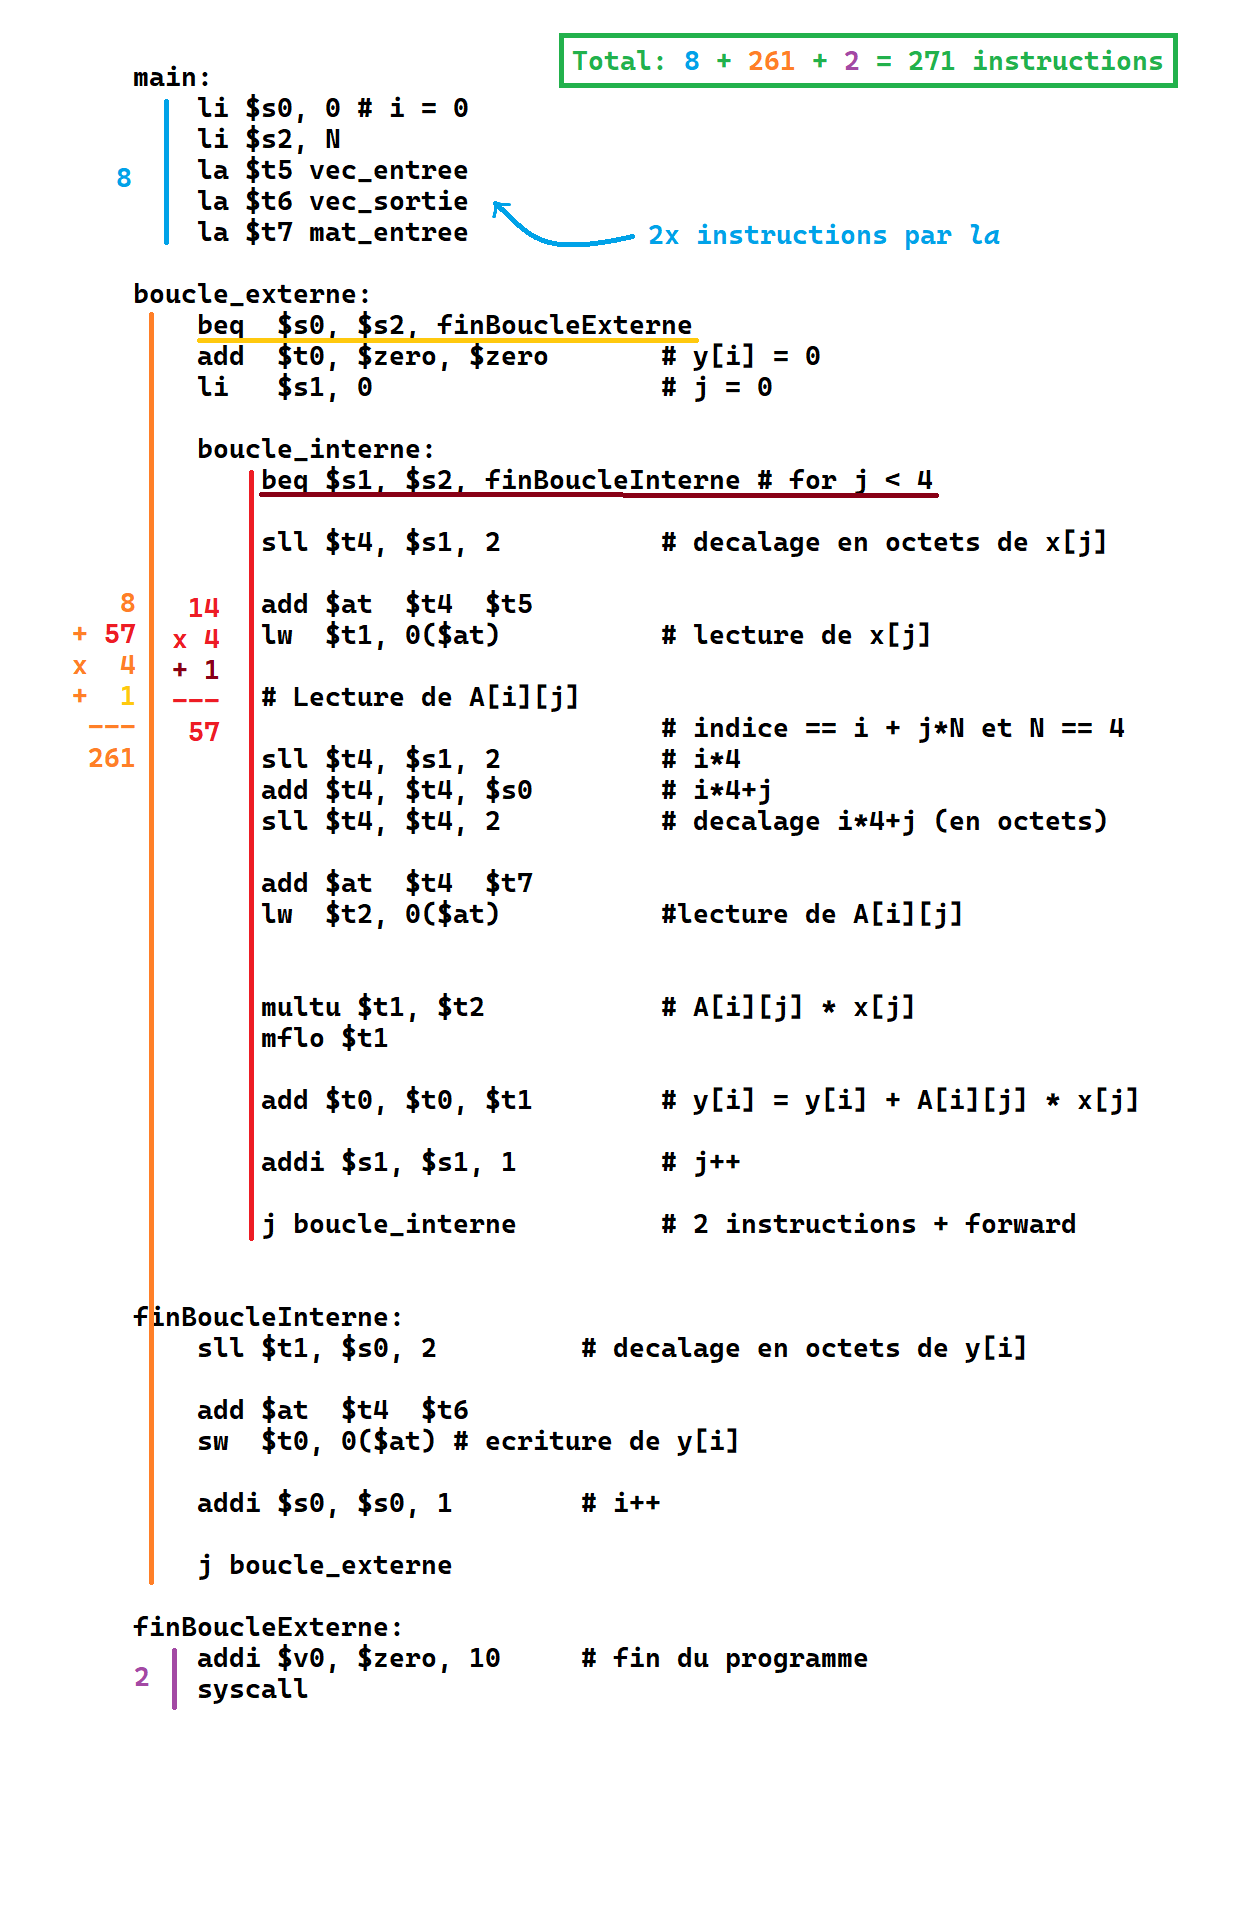 Total: 8 + 261 + 2 = 271 instructions
main:
li $s0, 0 # i = 0
li $s2, N
8
la $t5 vec_entree
la $t6 vec_sortie
la $t7 mat_entree
2x instructions par la
boucle_externe:
beq $s0, $s2, finBoucleExterne
add $t0, $zero, $zero # y[i] = 0
li $s1, 0 # j = 0
boucle_interne:
beq $s1, $s2, finBoucleInterne # for j < 4
sll $t4, $s1, 2 # decalage en octets de x[j]
8
+ 57
x 4
+ 1
---
261
14
x 4
+ 1
---
57
add $at $t4 $t5
lw $t1, 0($at) # lecture de x[j]
# Lecture de A[i][j]
# indice == i + j*N et N == 4
sll $t4, $s1, 2 # i*4
add $t4, $t4, $s0 # i*4+j
sll $t4, $t4, 2 # decalage i*4+j (en octets)
add $at $t4 $t7
lw $t2, 0($at) #lecture de A[i][j]
multu $t1, $t2 # A[i][j] * x[j]
mflo $t1
add $t0, $t0, $t1 # y[i] = y[i] + A[i][j] * x[j]
addi $s1, $s1, 1 # j++
j boucle_interne # 2 instructions + forward
finBoucleInterne:
sll $t1, $s0, 2 # decalage en octets de y[i]
add $at $t4 $t6
sw $t0, 0($at) # ecriture de y[i]
addi $s0, $s0, 1 # i++
j boucle_externe
finBoucleExterne:
2
addi $v0, $zero, 10 # fin du programme
syscall